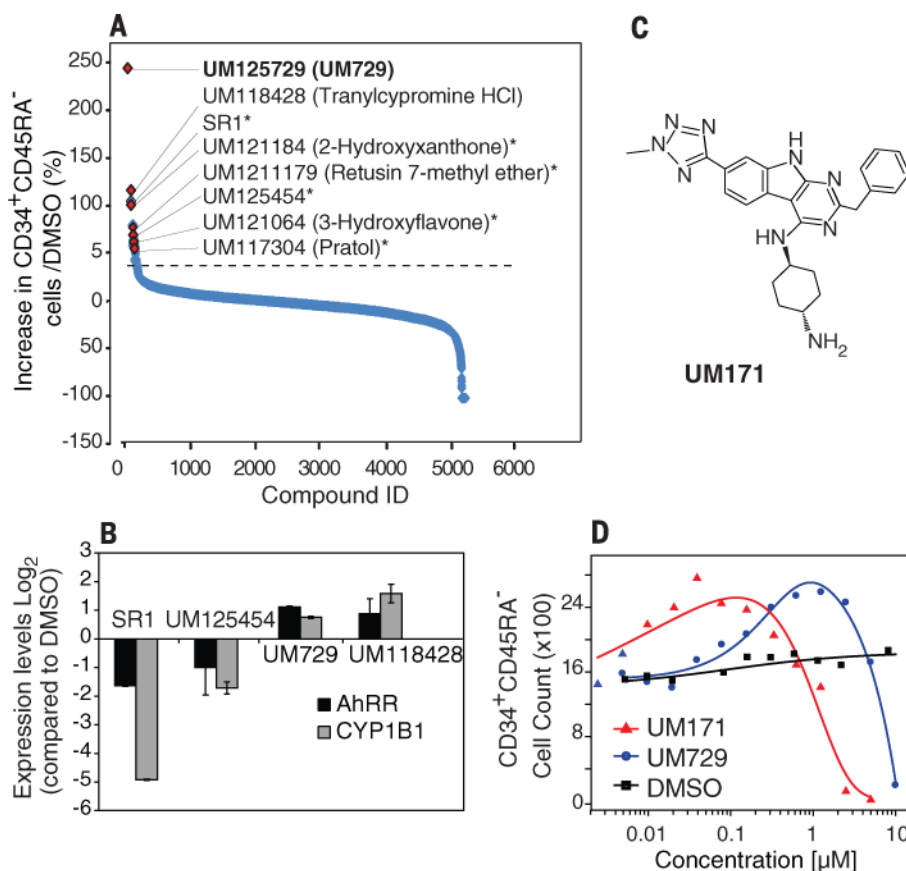 A
Increase in CD34+CD45RA-
cells /DMSO (%)
250
200
150
100
50
0
50
-100
-150
UM125729 (UM729)
UM118428 (Tranylcypromine HCl)
SR1*
UM121184 (2-Hydroxyxanthone)*
UM1211179 (Retusin 7-methyl ether)*
UM125454*
UM121064 (3-Hydroxyflavone)*
UM117304 (Pratol)*
0 1000 2000 3000 4000 5000 6000
Compound ID
C
N N
N N
N
H
N
N
HN
NH2
UM171
B
Expression levels Log2
(compared to DMSO)
3
2
1
0
-1
-2
-3
-4
-5
-6
SR1 UM125454
UM729 UM118428
AhRR
CYP1B1
D
CD34+CD45RA-
Cell Count (x100)
24
16
8
0
UM171
UM729
DMSO
0.01 0.1 1 10
Concentration [µM]